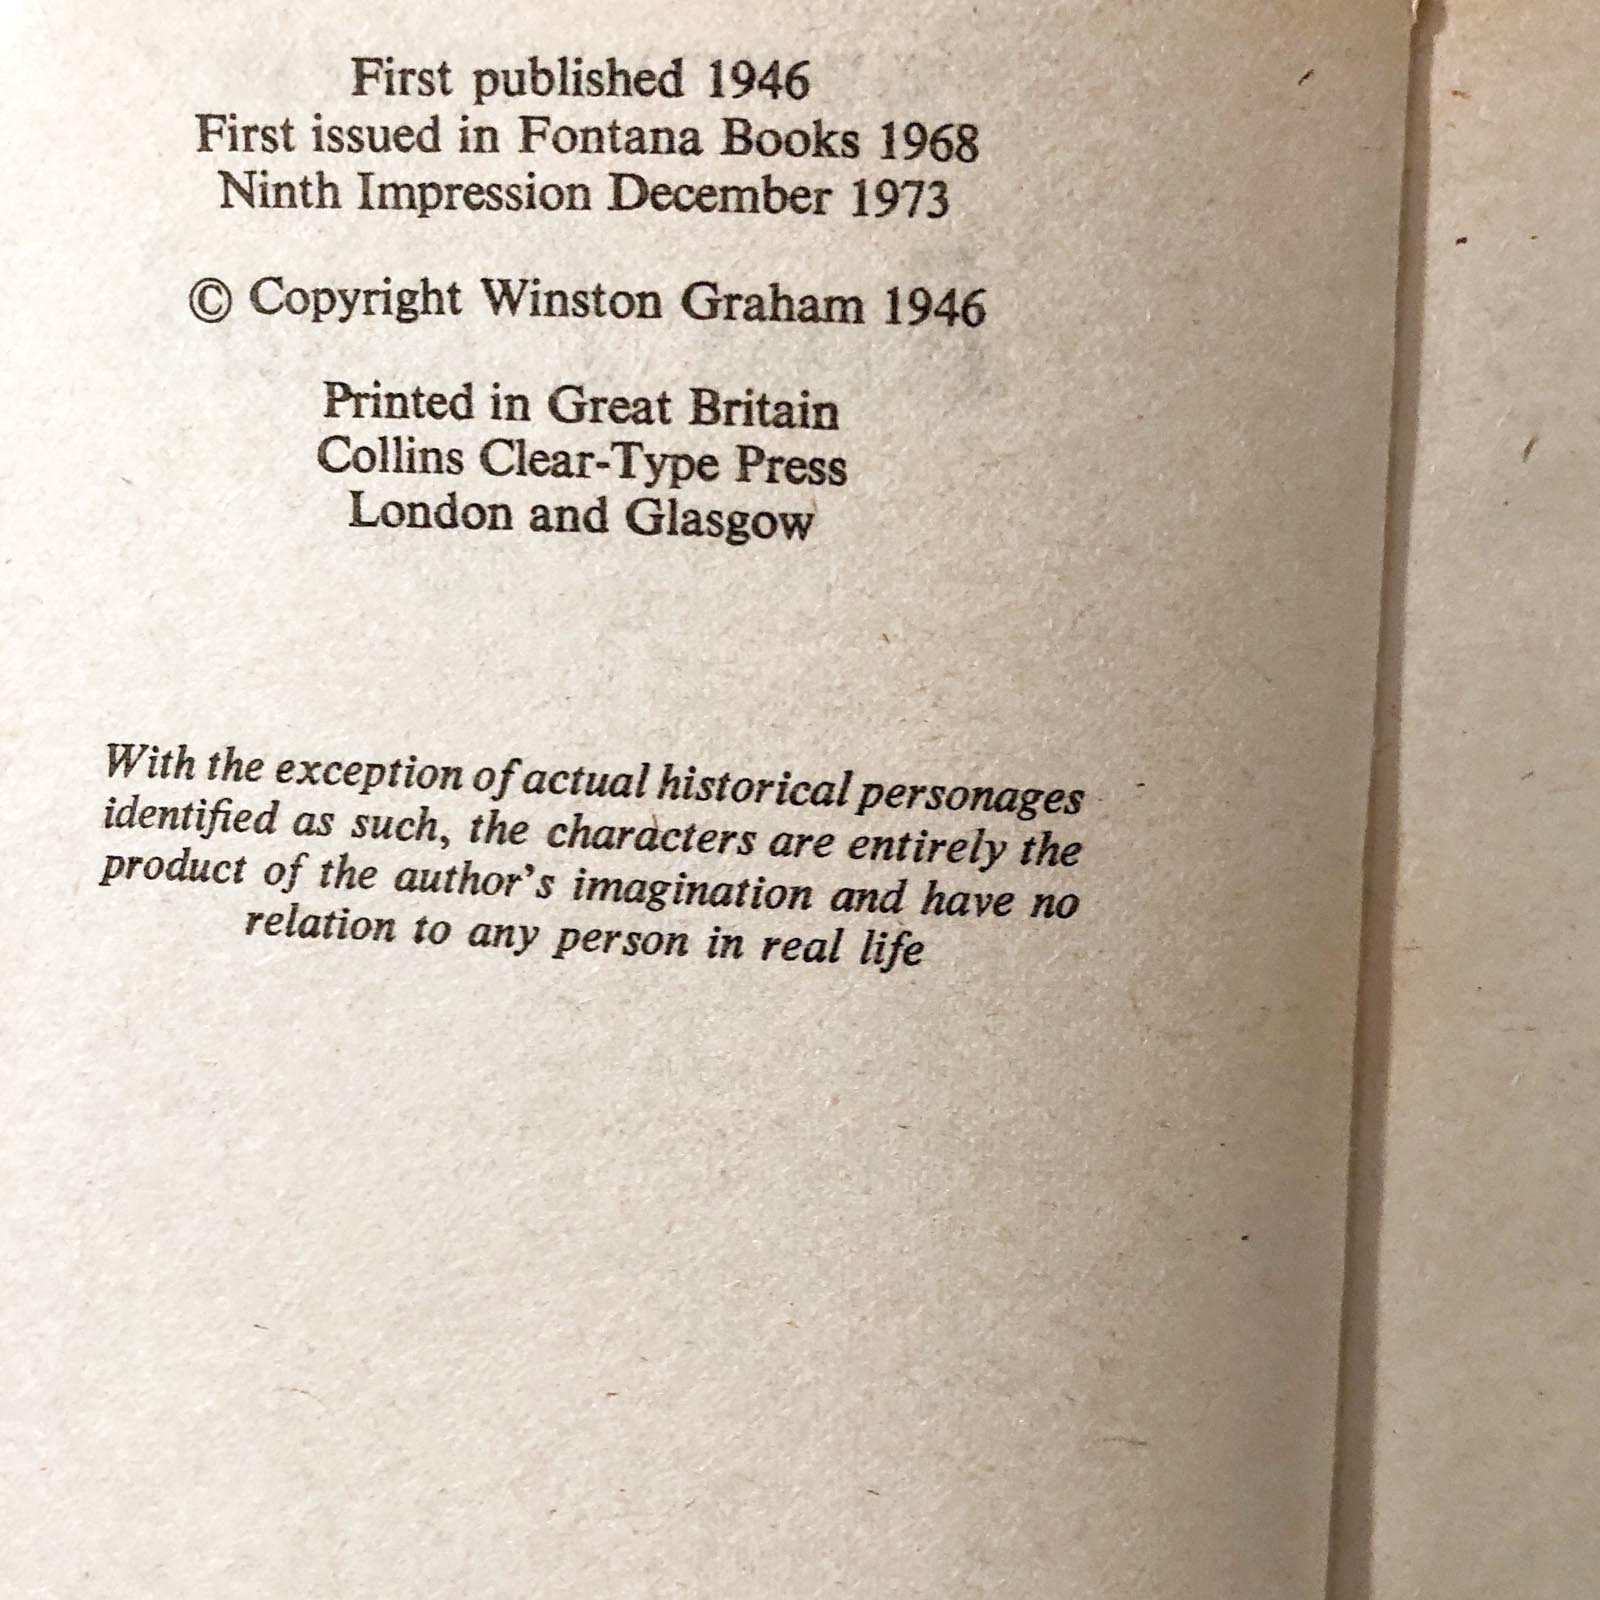 First published 1946
First issued in Fontana Books 1968
Ninth Impression December 1973
© Copyright Winston Graham 1946
Printed in Great Britain
Collins Clear-Type Press
London and Glasgow
With the exception of actual historical personages
identified as such, the characters are entirely the
product of the author's imagination and have no
relation to any person in real life